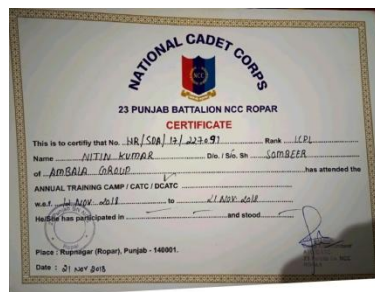 NATIONAL CADET CORPS
NCC
23 PUNJAB BATTALION NCC ROPAR
CERTIFICATE
This is to certifiy that No. HR/SDA/17/227091 Rank LCPL
Name NITIN KUMAR D/o. / S/o. Sh SOMBEER
of AMBALA GROUP has attended the
ANNUAL TRAINING CAMP / CATC / DCATC
w.e.f. 12 NOV 2018 to 21 NOV 2018
He/She has participated in and stood
Place : Rupnagar (Ropar), Punjab - 140001.
Date : 21 NOV 2018